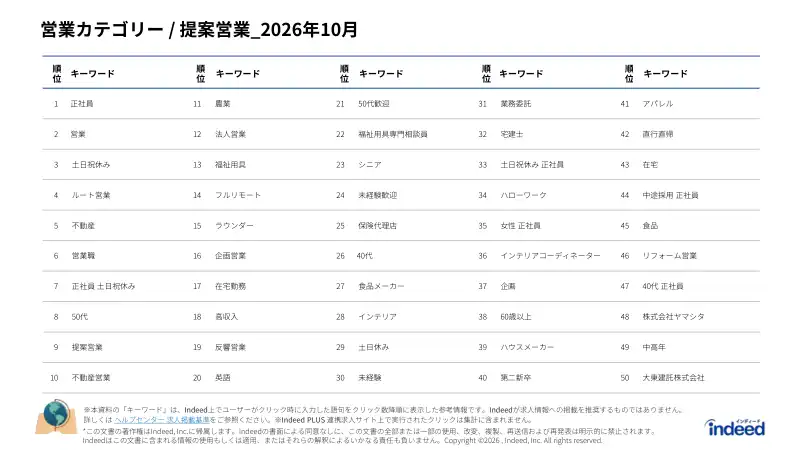 営業カテゴリー / 提案営業_2026年10月
順位 キーワード 順位 キーワード 順位 キーワード 順位 キーワード 順位 キーワード
1 正社員 11 農業 21 50代歓迎 31 業務委託 41 アパレル
2 営業 12 法人営業 22 福祉用具専門相談員 32 宅建士 42 直行直帰
3 土日祝休み 13 福祉用具 23 シニア 33 土日祝休み 正社員 43 在宅
4 ルート営業 14 フルリモート 24 未経験歓迎 34 ハローワーク 44 中途採用 正社員
5 不動産 15 ラウンダー 25 保険代理店 35 女性 正社員 45 食品
6 営業職 16 企画営業 26 40代 36 インテリアコーディネーター 46 リフォーム営業
7 正社員 土日祝休み 17 在宅勤務 27 食品メーカー 37 企画 47 40代 正社員
8 50代 18 高収入 28 インテリア 38 60歳以上 48 株式会社ヤマシタ
9 提案営業 19 反響営業 29 土日休み 39 ハウスメーカー 49 中高年
10 不動産営業 20 英語 30 未経験 40 第二新卒 50 大東建託株式会社
※本資料の「キーワード」は、Indeed上でユーザーがクリック時に入力した語句をクリック数降順に表示した参考情報です。Indeedが求人情報への掲載を推奨するものではありません。
詳しくは ヘルプセンター 求人掲載基準をご参照ください。※Indeed PLUS 連携求人サイト上で実行されたクリックは集計に含まれません。
*この文書の著作権はIndeed, Inc.に帰属します。Indeedの書面による同意なしに、この文書の全部または一部の使用、改変、複製、再送信および再発表は明示的に禁止されます。
Indeedはこの文書に含まれる情報の使用もしくは適用、またはそれらの解釈によるいかなる責任も負いません。Copyright ©2026 , Indeed, Inc. All rights reserved.
インディード
indeed